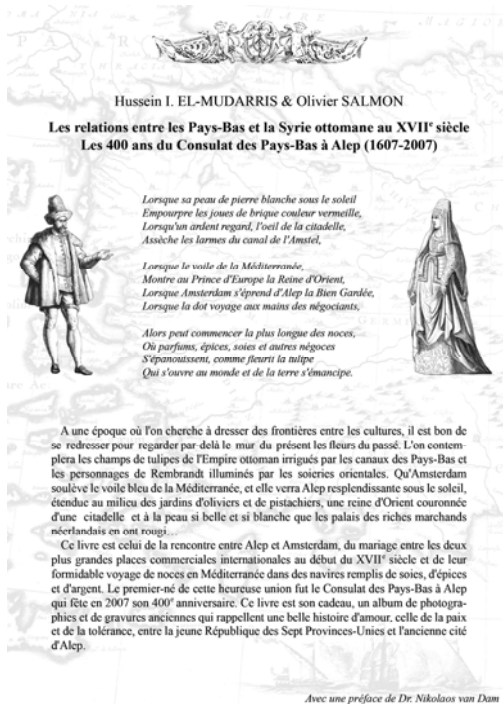 Hussein I. EL-MUDARRIS & Olivier SALMON
Les relations entre les Pays-Bas et la Syrie ottomane au XVIIe siècle
Les 400 ans du Consulat des Pays-Bas à Alep (1607-2007)
Lorsque sa peau de pierre blanche sous le soleil
Empourpre les joues de brique couleur vermeille,
Lorsqu'un ardent regard, l'oeil de la citadelle,
Assèche les larmes du canal de l'Amstel,
Lorsque le voile de la Méditerranée,
Montre au Prince d'Europe la Reine d'Orient,
Lorsque Amsterdam s'éprend d'Alep la Bien Gardée,
Lorsque la dot voyage aux mains des négociants,
Alors peut commencer la plus longue des noces,
Où parfums, épices, soies et autres négoces
S'épanouissent, comme fleurit la tulipe
Qui s'ouvre au monde et de la terre s'émancipe.
A une époque où l'on cherche à dresser des frontières entre les cultures, il est bon de
se redresser pour regarder par-delà le mur du présent les fleurs du passé. L'on contem-
plera les champs de tulipes de l'Empire ottoman irrigués par les canaux des Pays-Bas et
les personnages de Rembrandt illuminés par les soieries orientales. Qu'Amsterdam
soulève le voile bleu de la Méditerranée, et elle verra Alep resplendissante sous le soleil,
étendue au milieu des jardins d'oliviers et de pistachiers, une reine d'Orient couronnée
d'une citadelle et à la peau si belle et si blanche que les palais des riches marchands
néerlandais en ont rougi…
Ce livre est celui de la rencontre entre Alep et Amsterdam, du mariage entre les deux
plus grandes places commerciales internationales au début du XVIIe siècle et de leur
formidable voyage de noces en Méditerranée dans des navires remplis de soies, d'épices
et d'argent. Le premier-né de cette heureuse union fut le Consulat des Pays-Bas à Alep
qui fête en 2007 son 400e anniversaire. Ce livre est son cadeau, un album de photogra-
phies et de gravures anciennes qui rappellent une belle histoire d'amour, celle de la paix
et de la tolérance, entre la jeune République des Sept Provinces-Unies et l'ancienne cité
d'Alep.
Avec une préface de Dr. Nikolaos van Dam